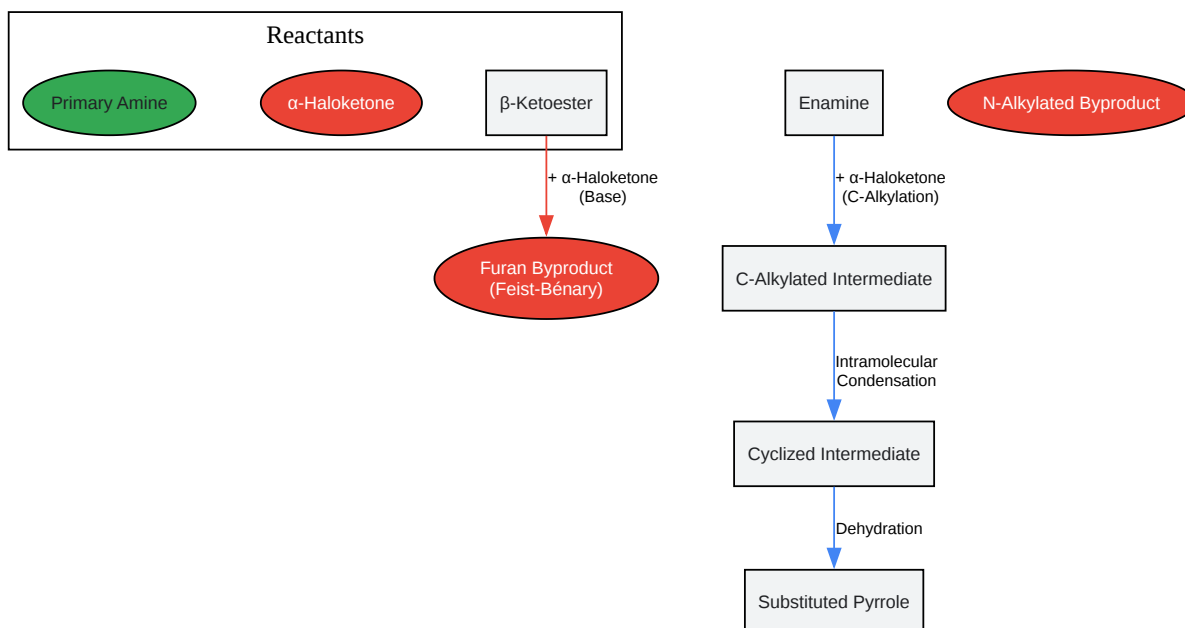 Reactants
Primary Amine
α-Haloketone
β-Ketoester
Enamine
N-Alkylated Byproduct
+ α-Haloketone
(Base)
+ α-Haloketone
(C-Alkylation)
Furan Byproduct
(Feist-Bénary)
C-Alkylated Intermediate
Intramolecular
Condensation
Cyclized Intermediate
Dehydration
Substituted Pyrrole